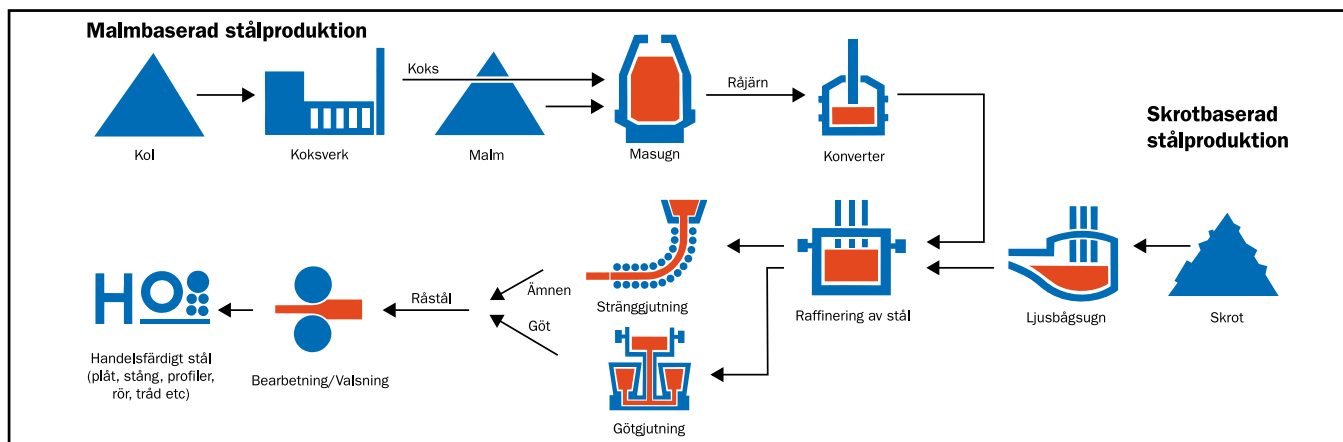 Malmbaserad stålproduktion
Koks
Råjärn
Kol
Koksverk
Malm
Masugn
Konverter
Skrotbaserad
stålproduktion
Ämnen
Stränggjutning
Raffinering av stål
Ljusbågsugn
Skrot
Råstål
Göt
Handelsfärdigt stål
(plåt, stång, profiler,
rör, tråd etc)
Bearbetning/Valsning
Götgjutning